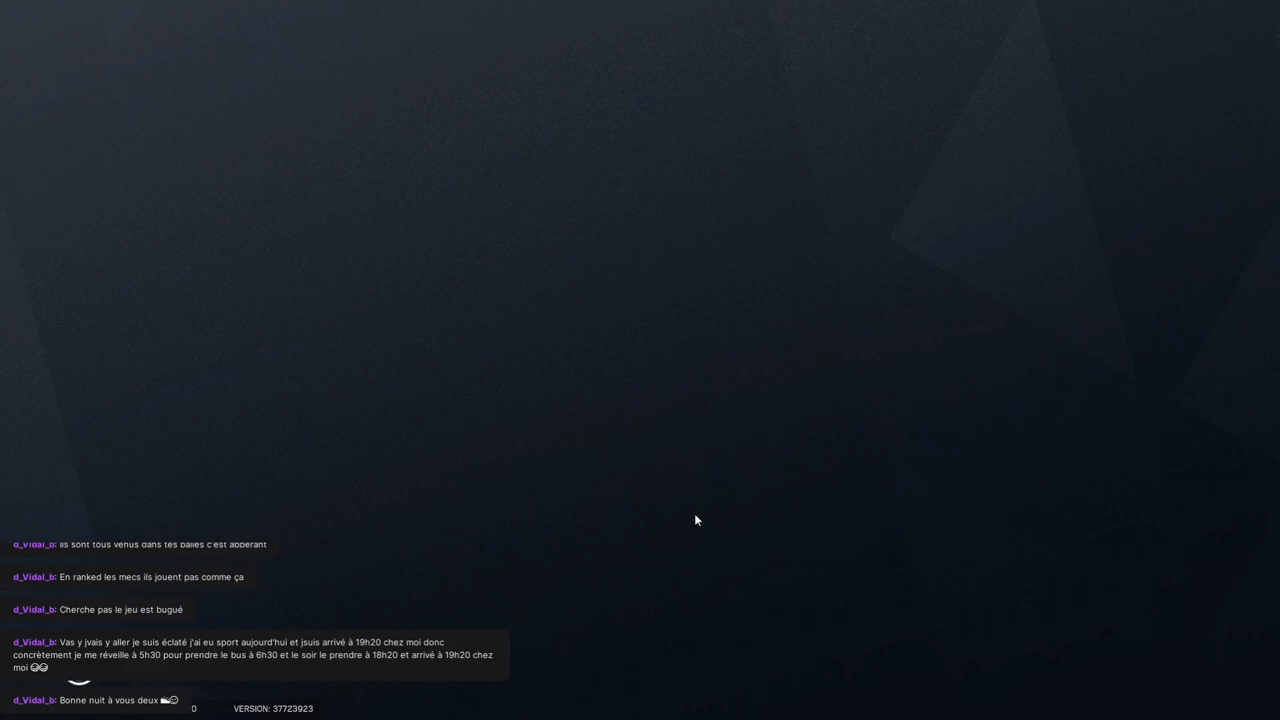 d_Vidal_b: Ils sont tous venus dans tes balles c'est abberant
d_Vidal_b: En ranked les mecs ils jouent pas comme ça
d_Vidal_b: Cherche pas le jeu est bugué
d_Vidal_b: Vas y jvais y aller je suis éclaté j'ai eu sport aujourd'hui et jsuis arrivé à 19h20 chez moi donc
concrètement je me réveille à 5h30 pour prendre le bus à 6h30 et le soir le prendre à 18h20 et arrivé à 19h20 chez
moi
d_Vidal_b: Bonne nuit à vous deux
0 VERSION: 37723923